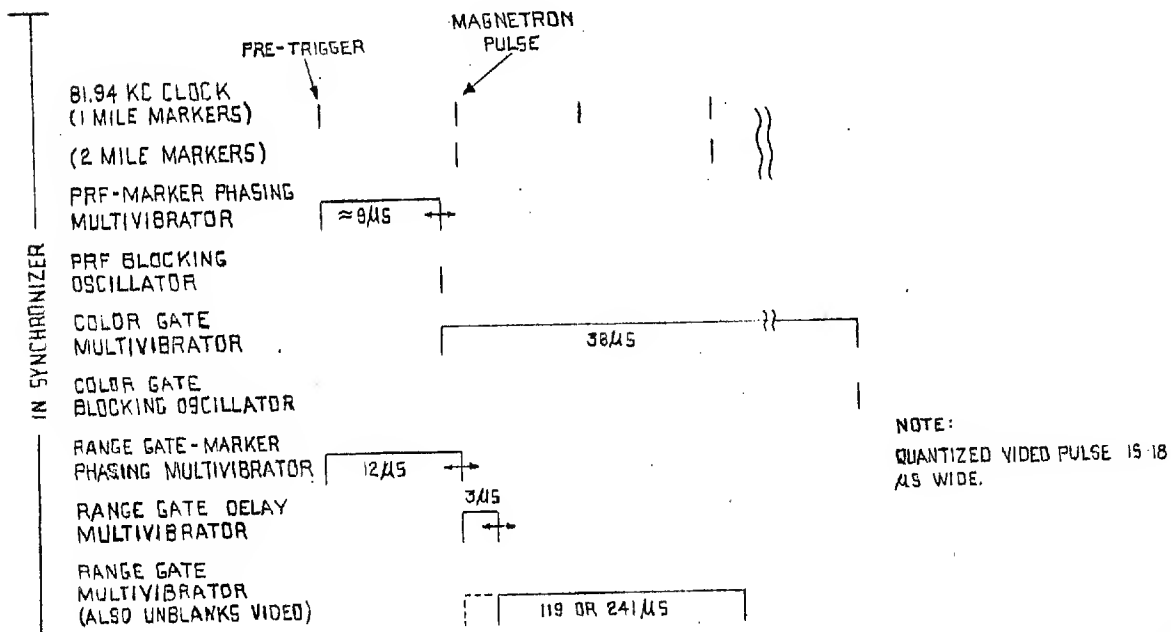 PRE-TRIGGER
MAGNETRON
PULSE
IN SYNCHRONIZER
81.94 KC CLOCK
(1 MILE MARKERS)
(2 MILE MARKERS)
PRF-MARKER PHASING
MULTIVIBRATOR
≈9μS
PRF BLOCKING
OSCILLATOR
COLOR GATE
MULTIVIBRATOR
38μS
COLOR GATE
BLOCKING OSCILLATOR
RANGE GATE-MARKER
PHASING MULTIVIBRATOR
12μS
RANGE GATE DELAY
MULTIVIBRATOR
3μS
RANGE GATE
MULTIVIBRATOR
(ALSO UNBLANKS VIDEO)
119 OR 241μS
NOTE:
QUANTIZED VIDEO PULSE IS 18
μS WIDE.